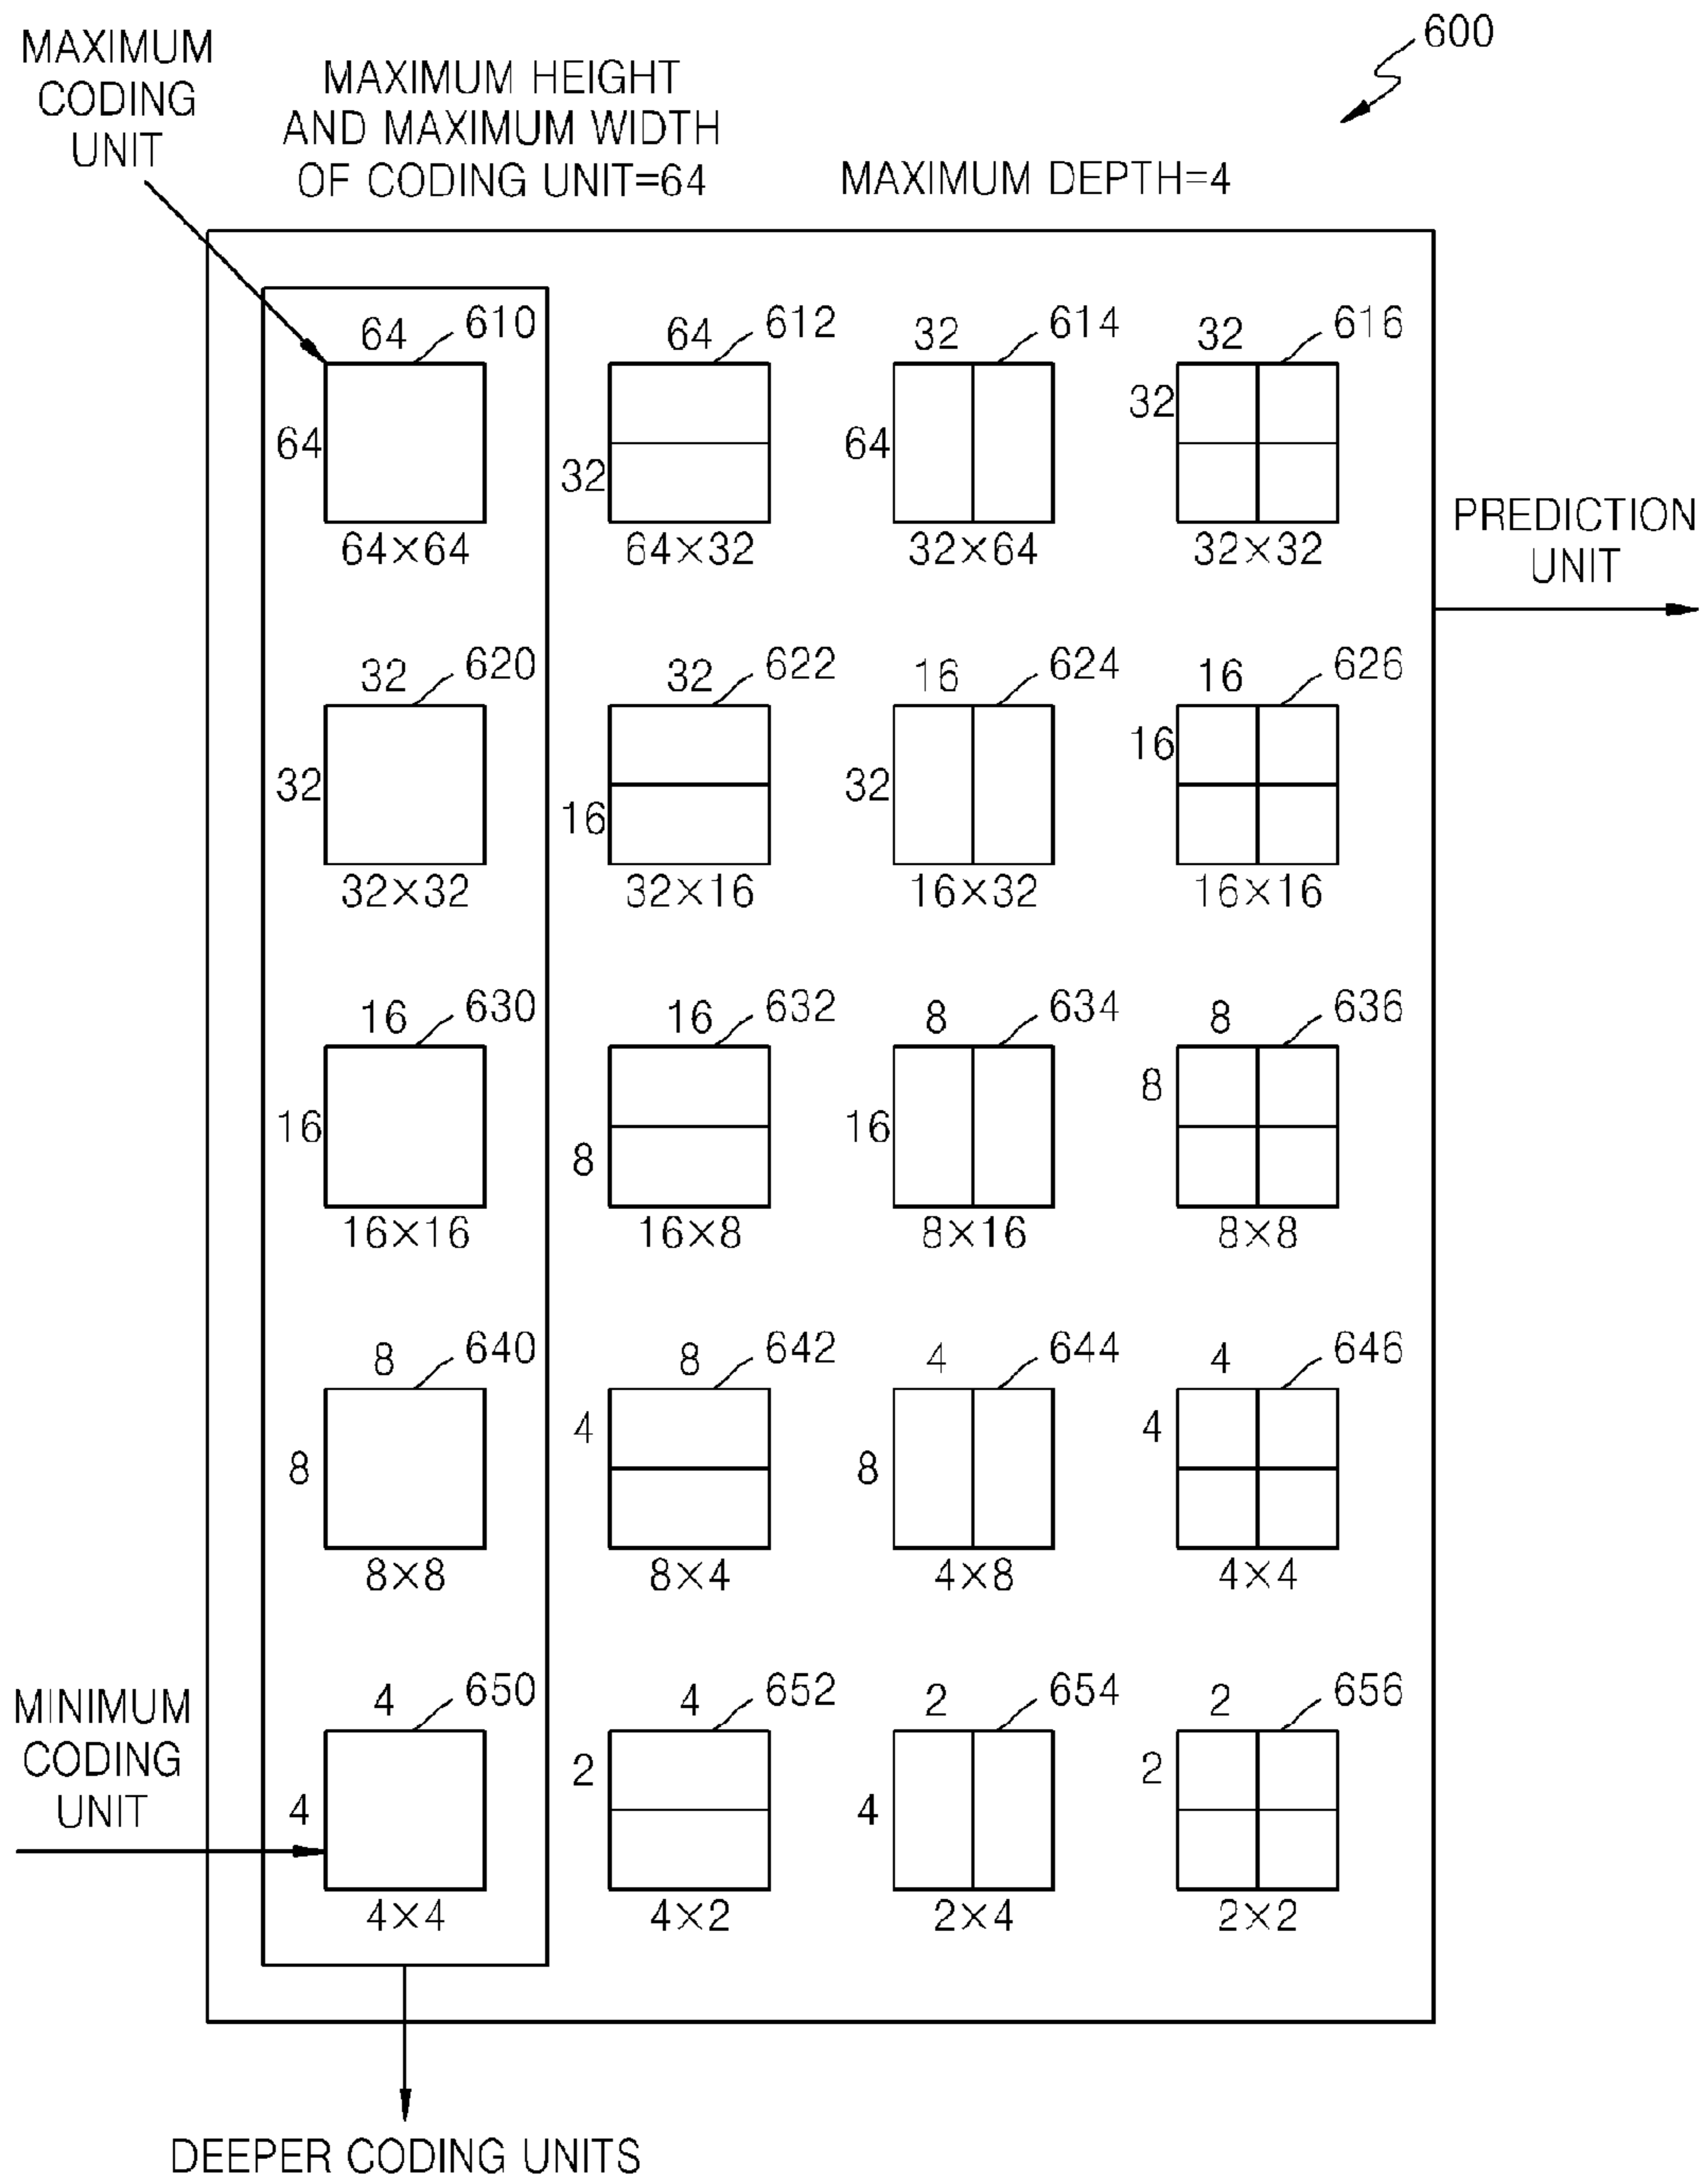 600
MAXIMUM
CODING
UNIT
MAXIMUM HEIGHT
AND MAXIMUM WIDTH
OF CODING UNIT=64
MAXIMUM DEPTH=4
64 610 64 612 32 614 32 616
64 32 64 32
64×64 64×32 32×64 32×32
PREDICTION
UNIT
32 620 32 622 16 624 16 626
32 16 32 16
32×32 32×16 16×32 16×16
16 630 16 632 8 634 8 636
16 8 16 8
16×16 16×8 8×16 8×8
8 640 8 642 4 644 4 646
8 4 8 4
8×8 8×4 4×8 4×4
MINIMUM
CODING
UNIT
4 650 4 652 2 654 2 656
4 2 4 2
4×4 4×2 2×4 2×2
DEEPER CODING UNITS